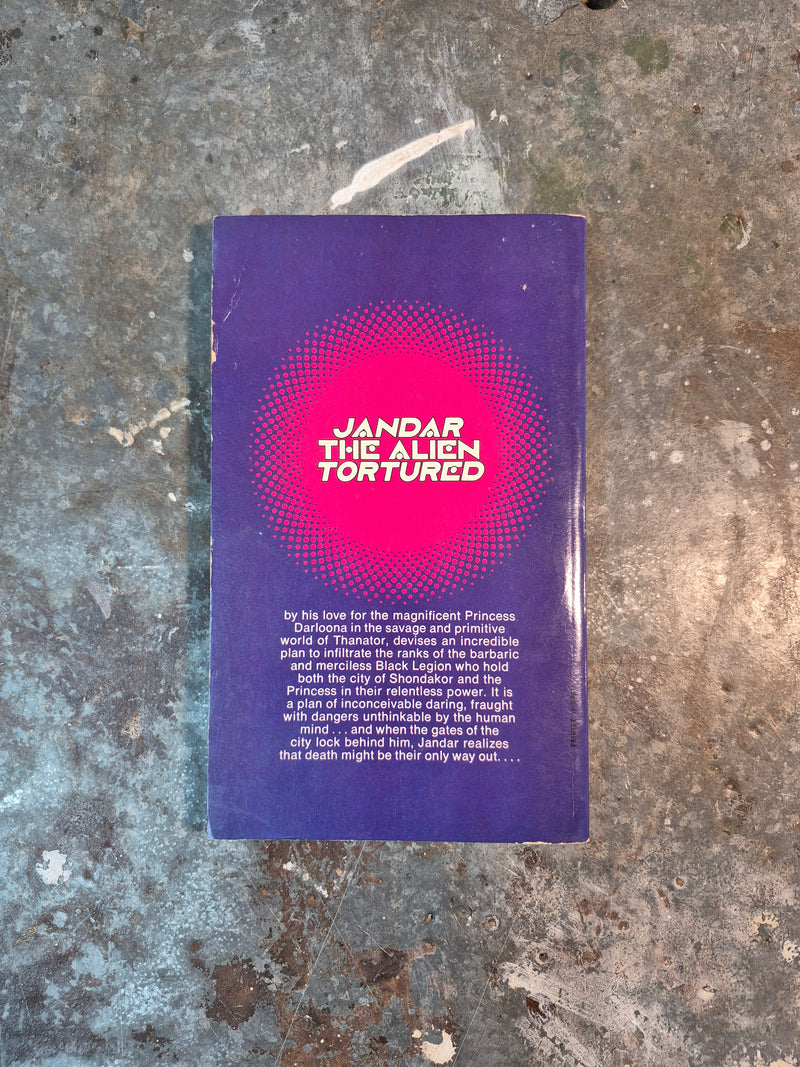 JANDAR
THE ALIEN
TORTURED
by his love for the magnificent Princess
Darloona in the savage and primitive
world of Thanator, devises an incredible
plan to infiltrate the ranks of the barbaric
and merciless Black Legion who hold
both the city of Shondakor and the
Princess in their relentless power. It is
a plan of inconceivable daring, fraught
with dangers unthinkable by the human
mind . . . and when the gates of the
city lock behind him, Jandar realizes
that death might be their only way out. . . .